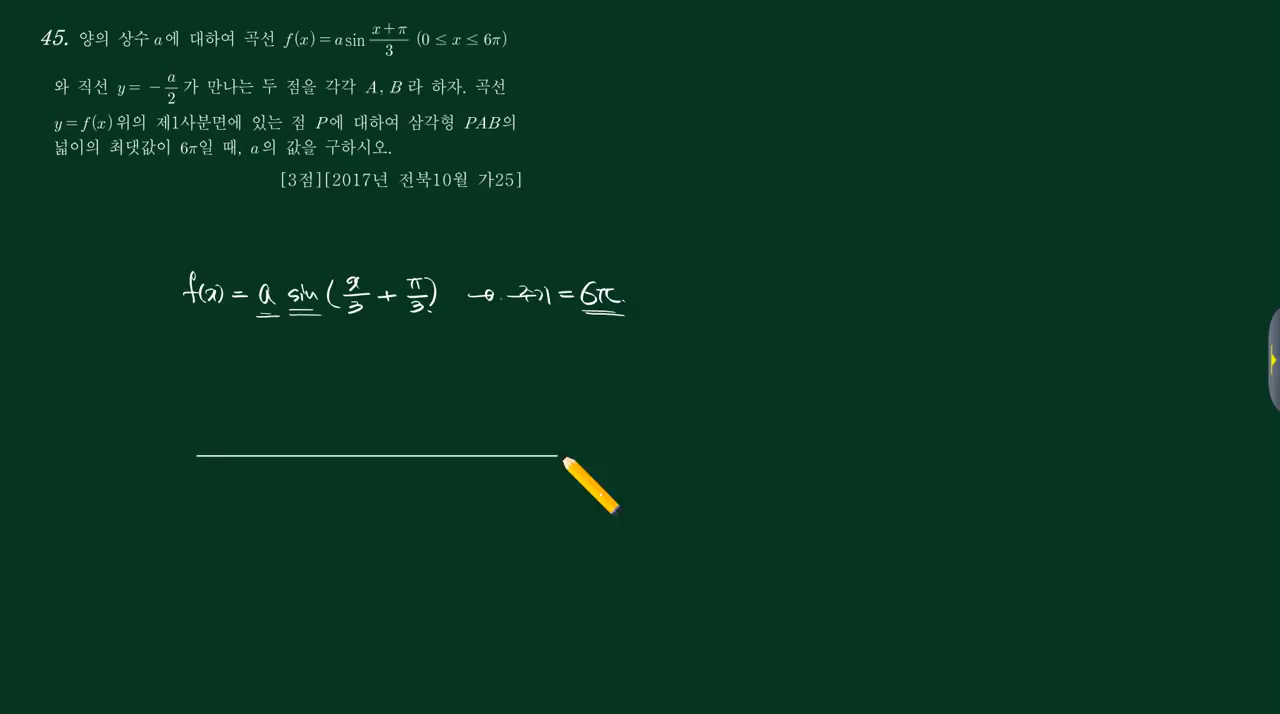 45. 양의 상수 a에 대하여 곡선 f(x)=a sin (x+π)/3 (0≤x≤6π)
와 직선 y=−a/2가 만나는 두 점을 각각 A, B라 하자. 곡선
y=f(x)위의 제1사분면에 있는 점 P에 대하여 삼각형 PAB의
넓이의 최댓값이 6π일 때, a의 값을 구하시오.
[3점][2017년 전북10월 가25]
f(x) = a sin (x/3 + π/3) → 주기 = 6π.